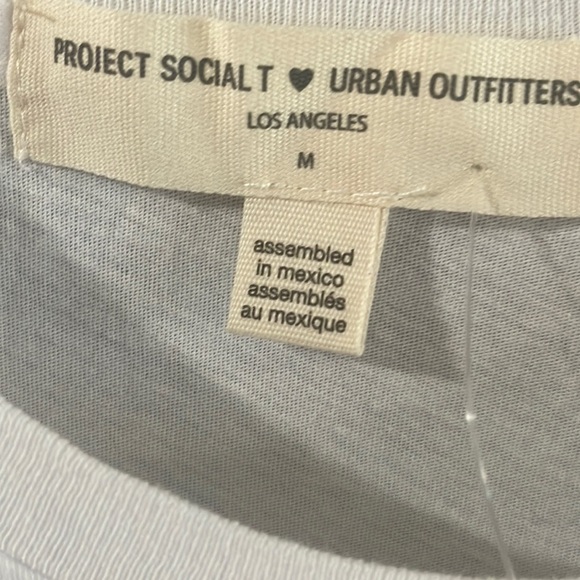 PROJECT SOCIAL T ♥ URBAN OUTFITTERS
LOS ANGELES
M
assembled
in mexico
assemblés
au mexique